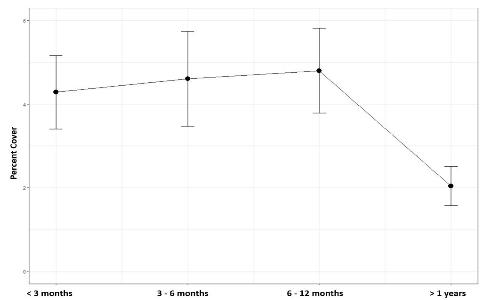 6
4
2
0
Percent Cover
< 3 months
3 - 6 months
6 - 12 months
> 1 years